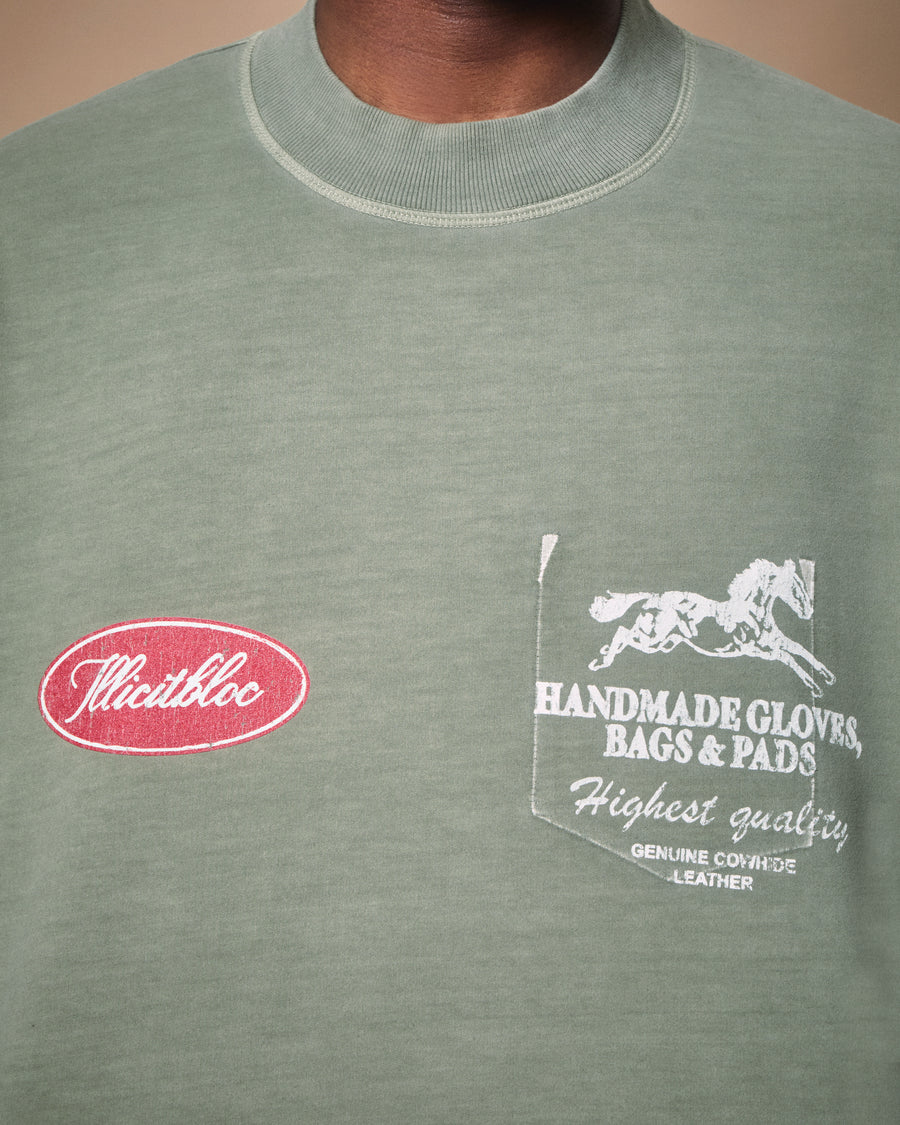 Illicitbloc
HANDMADE GLOVES,
BAGS & PADS
Highest quality
GENUINE COWHIDE
LEATHER